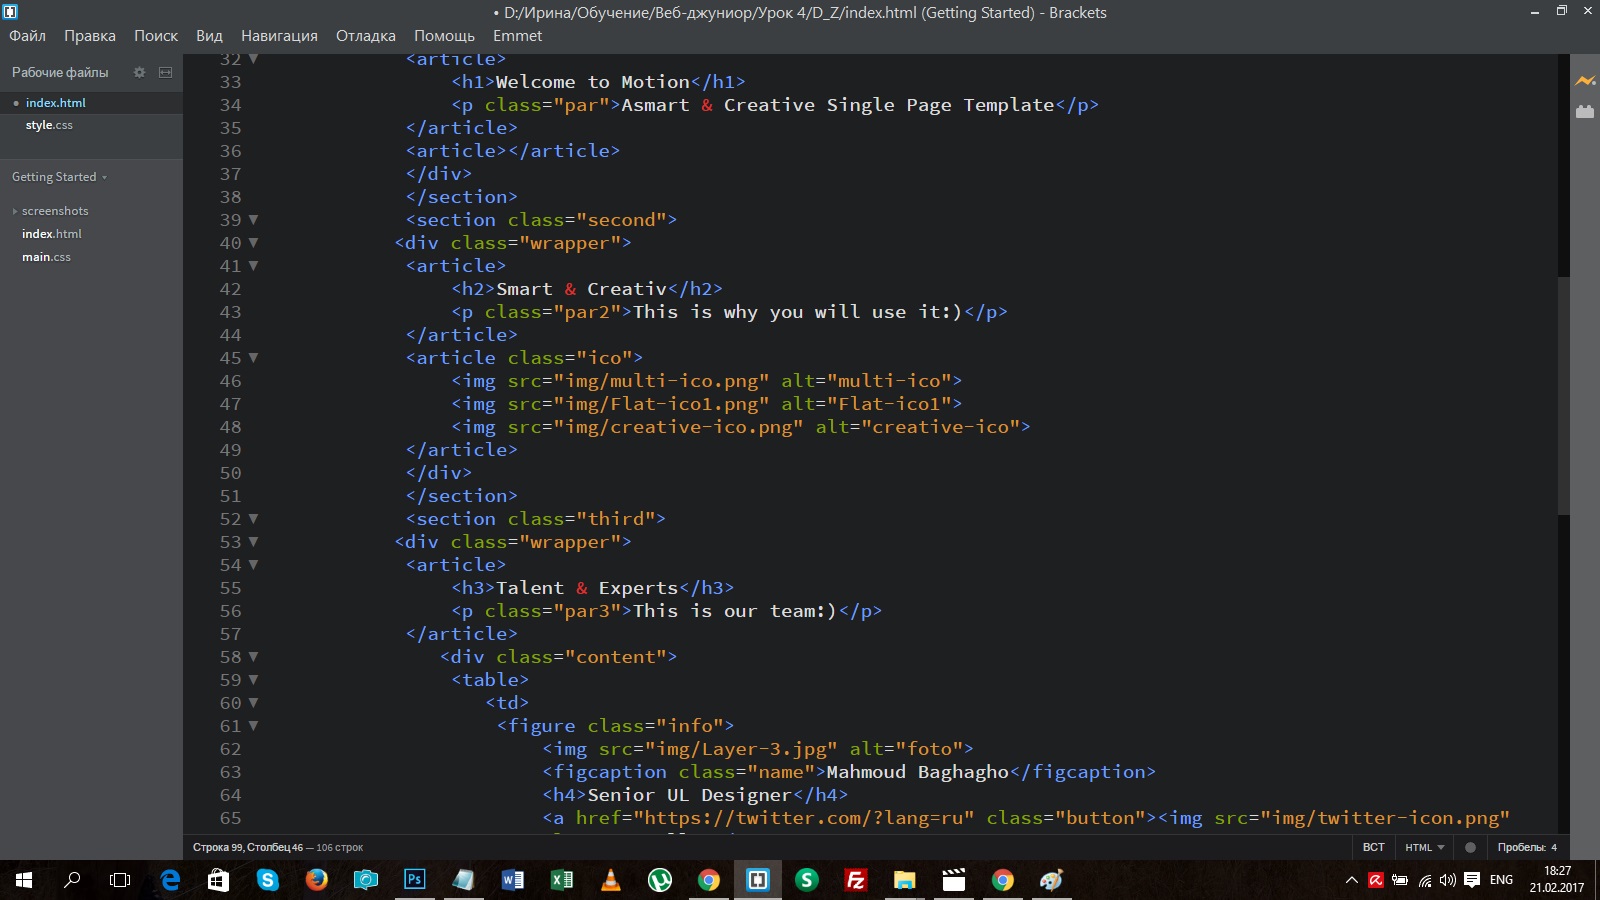 • D:/Ирина/Обучение/Веб-джуниор/Урок 4/D_Z/index.html (Getting Started) - Brackets
Файл Правка Поиск Вид Навигация Отладка Помощь Emmet
Рабочие файлы
index.html
style.css
Getting Started
screenshots
index.html
main.css
32 <article>
33 <h1>Welcome to Motion</h1>
34 <p class="par">Asmart & Creative Single Page Template</p>
35 </article>
36 <article></article>
37 </div>
38 </section>
39 <section class="second">
40 <div class="wrapper">
41 <article>
42 <h2>Smart & Creativ</h2>
43 <p class="par2">This is why you will use it:)</p>
44 </article>
45 <article class="ico">
46 <img src="img/multi-ico.png" alt="multi-ico">
47 <img src="img/Flat-ico1.png" alt="Flat-ico1">
48 <img src="img/creative-ico.png" alt="creative-ico">
49 </article>
50 </div>
51 </section>
52 <section class="third">
53 <div class="wrapper">
54 <article>
55 <h3>Talent & Experts</h3>
56 <p class="par3">This is our team:)</p>
57 </article>
58 <div class="content">
59 <table>
60 <td>
61 <figure class="info">
62 <img src="img/Layer-3.jpg" alt="foto">
63 <figcaption class="name">Mahmoud Baghagho</figcaption>
64 <h4>Senior UL Designer</h4>
65 <a href="https://twitter.com/?lang=ru" class="button"><img src="img/twitter-icon.png"
Строка 99, Столбец 46 — 106 строк
ВСТ HTML Пробелы: 4
Ps
ENG
18:27
21.02.2017